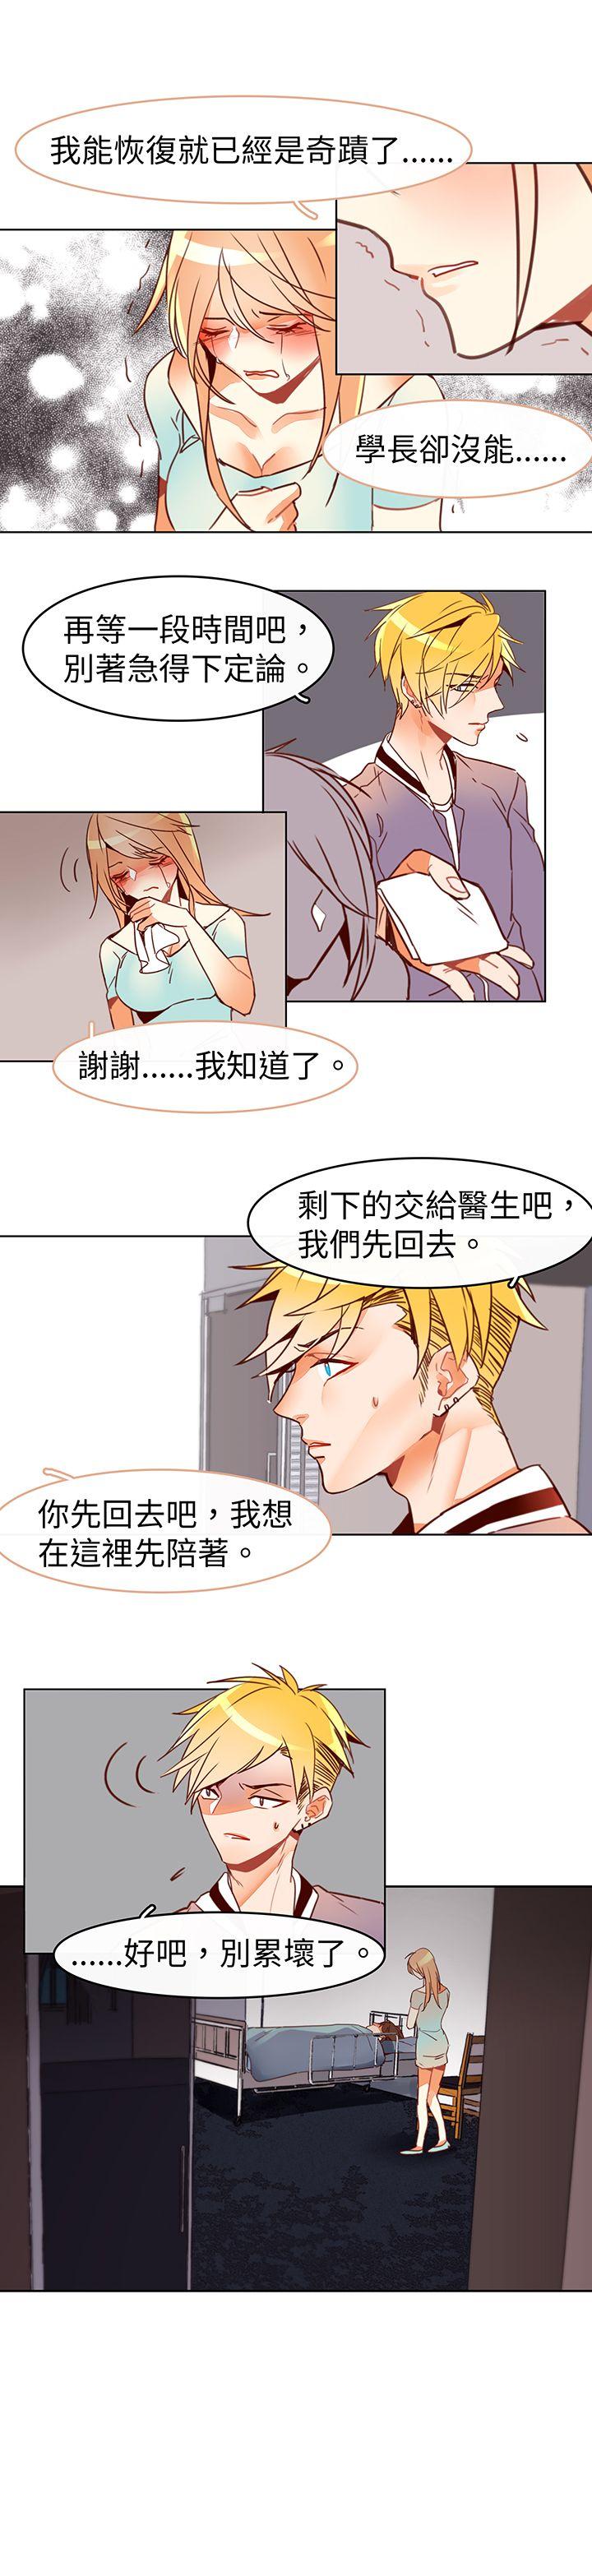 我能恢復就已經是奇蹟了……
學長卻沒能……
再等一段時間吧，
別著急得下定論。
謝謝……我知道了。
剩下的交給醫生吧，
我們先回去。
你先回去吧，我想
在這裡先陪著。
……好吧，別累壞了。